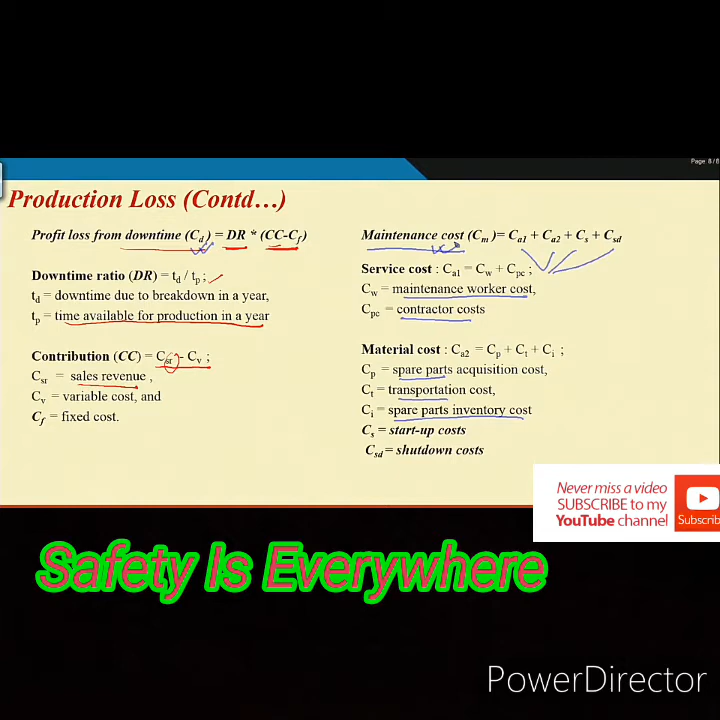 Page: 6/6
Production Loss (Contd…)
Profit loss from downtime (Cd) = DR * (CC-Cf)
Downtime ratio (DR) = td / tp ;
td = downtime due to breakdown in a year,
tp = time available for production in a year
Contribution (CC) = Csr - Cv ;
Csr = sales revenue ,
Cv = variable cost, and
Cf = fixed cost.
Maintenance cost (Cm )= Ca1 + Ca2 + Cs + Csd
Service cost : Ca1 = Cw + Cpc ;
Cw = maintenance worker cost,
Cpc = contractor costs
Material cost : Ca2 = Cp + Ct + Ci ;
Cp = spare parts acquisition cost,
Ct = transportation cost,
Ci = spare parts inventory cost
Cs = start-up costs
Csd = shutdown costs
Never miss a video
SUBSCRIBE to my
YouTube channel
Subscrib
Safety Is Everywhere
PowerDirector